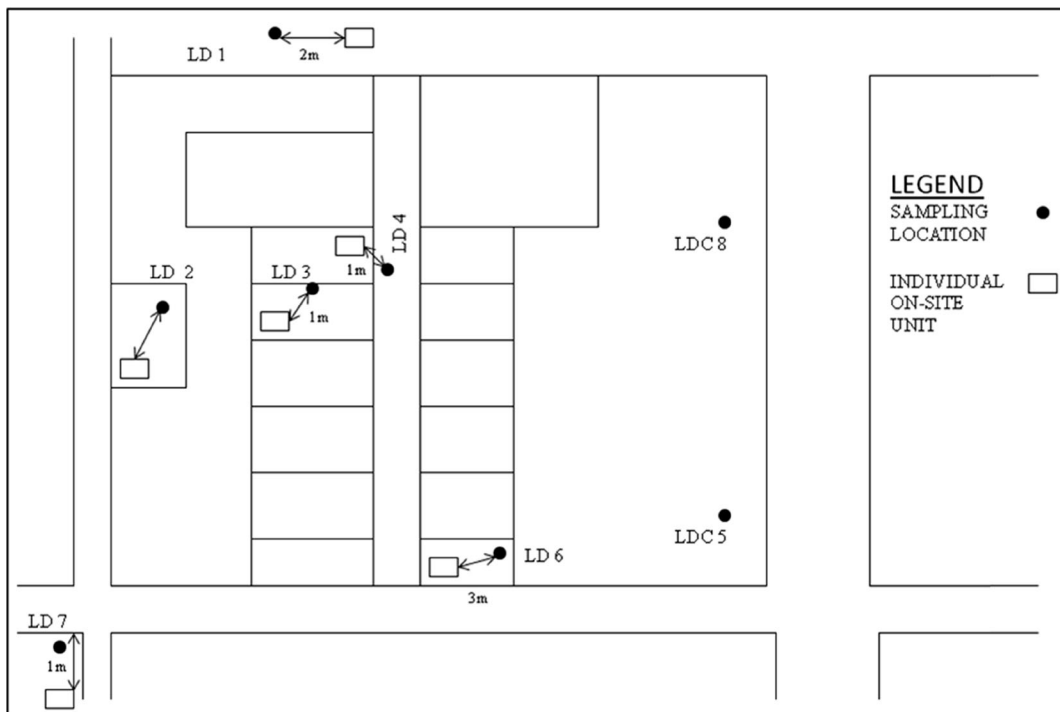 LD 1
2m
LD 4
1m
LD 2
LD 3
1m
LDC 8
LEGEND
SAMPLING
LOCATION
INDIVIDUAL
ON-SITE
UNIT
LDC 5
LD 6
3m
LD 7
1m